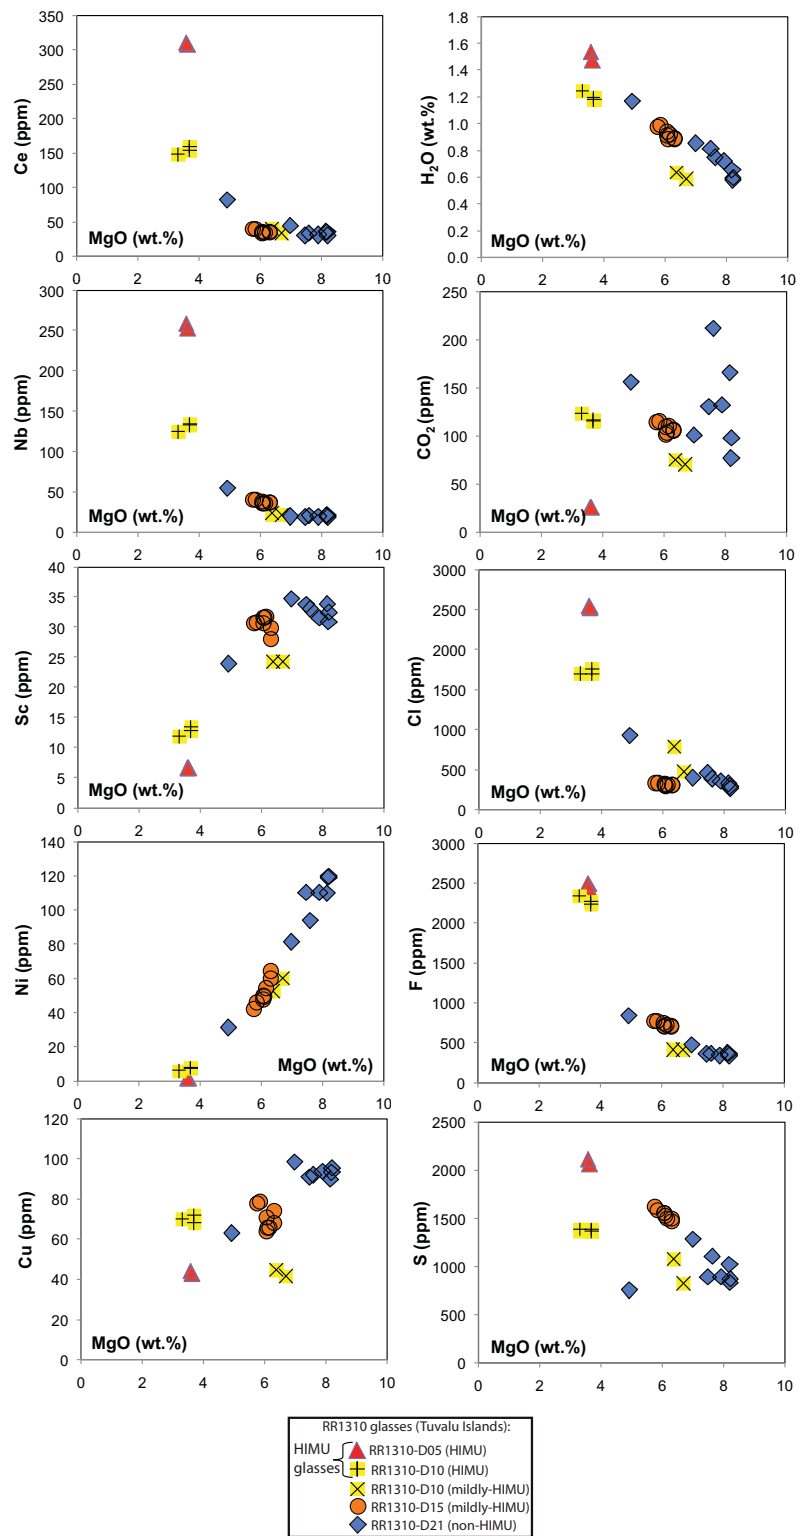 350
300
250
200
150
100
50
0
Ce (ppm)
MgO (wt.%)
0 2 4 6 8 10
1.8
1.6
1.4
1.2
1.0
0.8
0.6
0.4
0.2
0.0
H₂O (wt.%)
MgO (wt.%)
0 2 4 6 8 10
300
250
200
150
100
50
0
Nb (ppm)
MgO (wt.%)
0 2 4 6 8 10
250
200
150
100
50
0
CO₂ (ppm)
MgO (wt.%)
0 2 4 6 8 10
40
35
30
25
20
15
10
5
0
Sc (ppm)
MgO (wt.%)
0 2 4 6 8 10
3000
2500
2000
1500
1000
500
0
Cl (ppm)
MgO (wt.%)
0 2 4 6 8 10
140
120
100
80
60
40
20
0
Ni (ppm)
MgO (wt.%)
0 2 4 6 8 10
3000
2500
2000
1500
1000
500
0
F (ppm)
MgO (wt.%)
0 2 4 6 8 10
120
100
80
60
40
20
0
Cu (ppm)
MgO (wt.%)
0 2 4 6 8 10
2500
2000
1500
1000
500
0
S (ppm)
MgO (wt.%)
0 2 4 6 8 10
RR1310 glasses (Tuvalu Islands):
HIMU glasses
RR1310-D05 (HIMU)
RR1310-D10 (HIMU)
RR1310-D10 (mildly-HIMU)
RR1310-D15 (mildly-HIMU)
RR1310-D21 (non-HIMU)